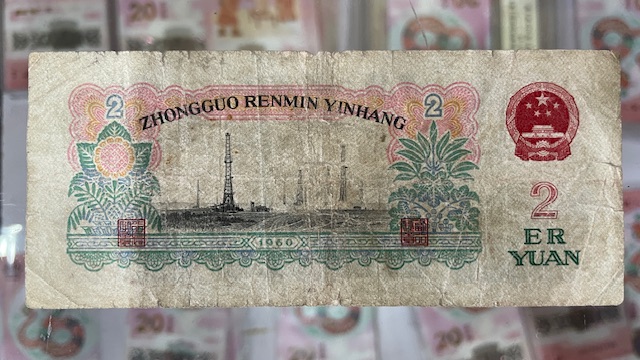 2
ZHONGGUO RENMIN YINHANG
2
1960
2
ER
YUAN